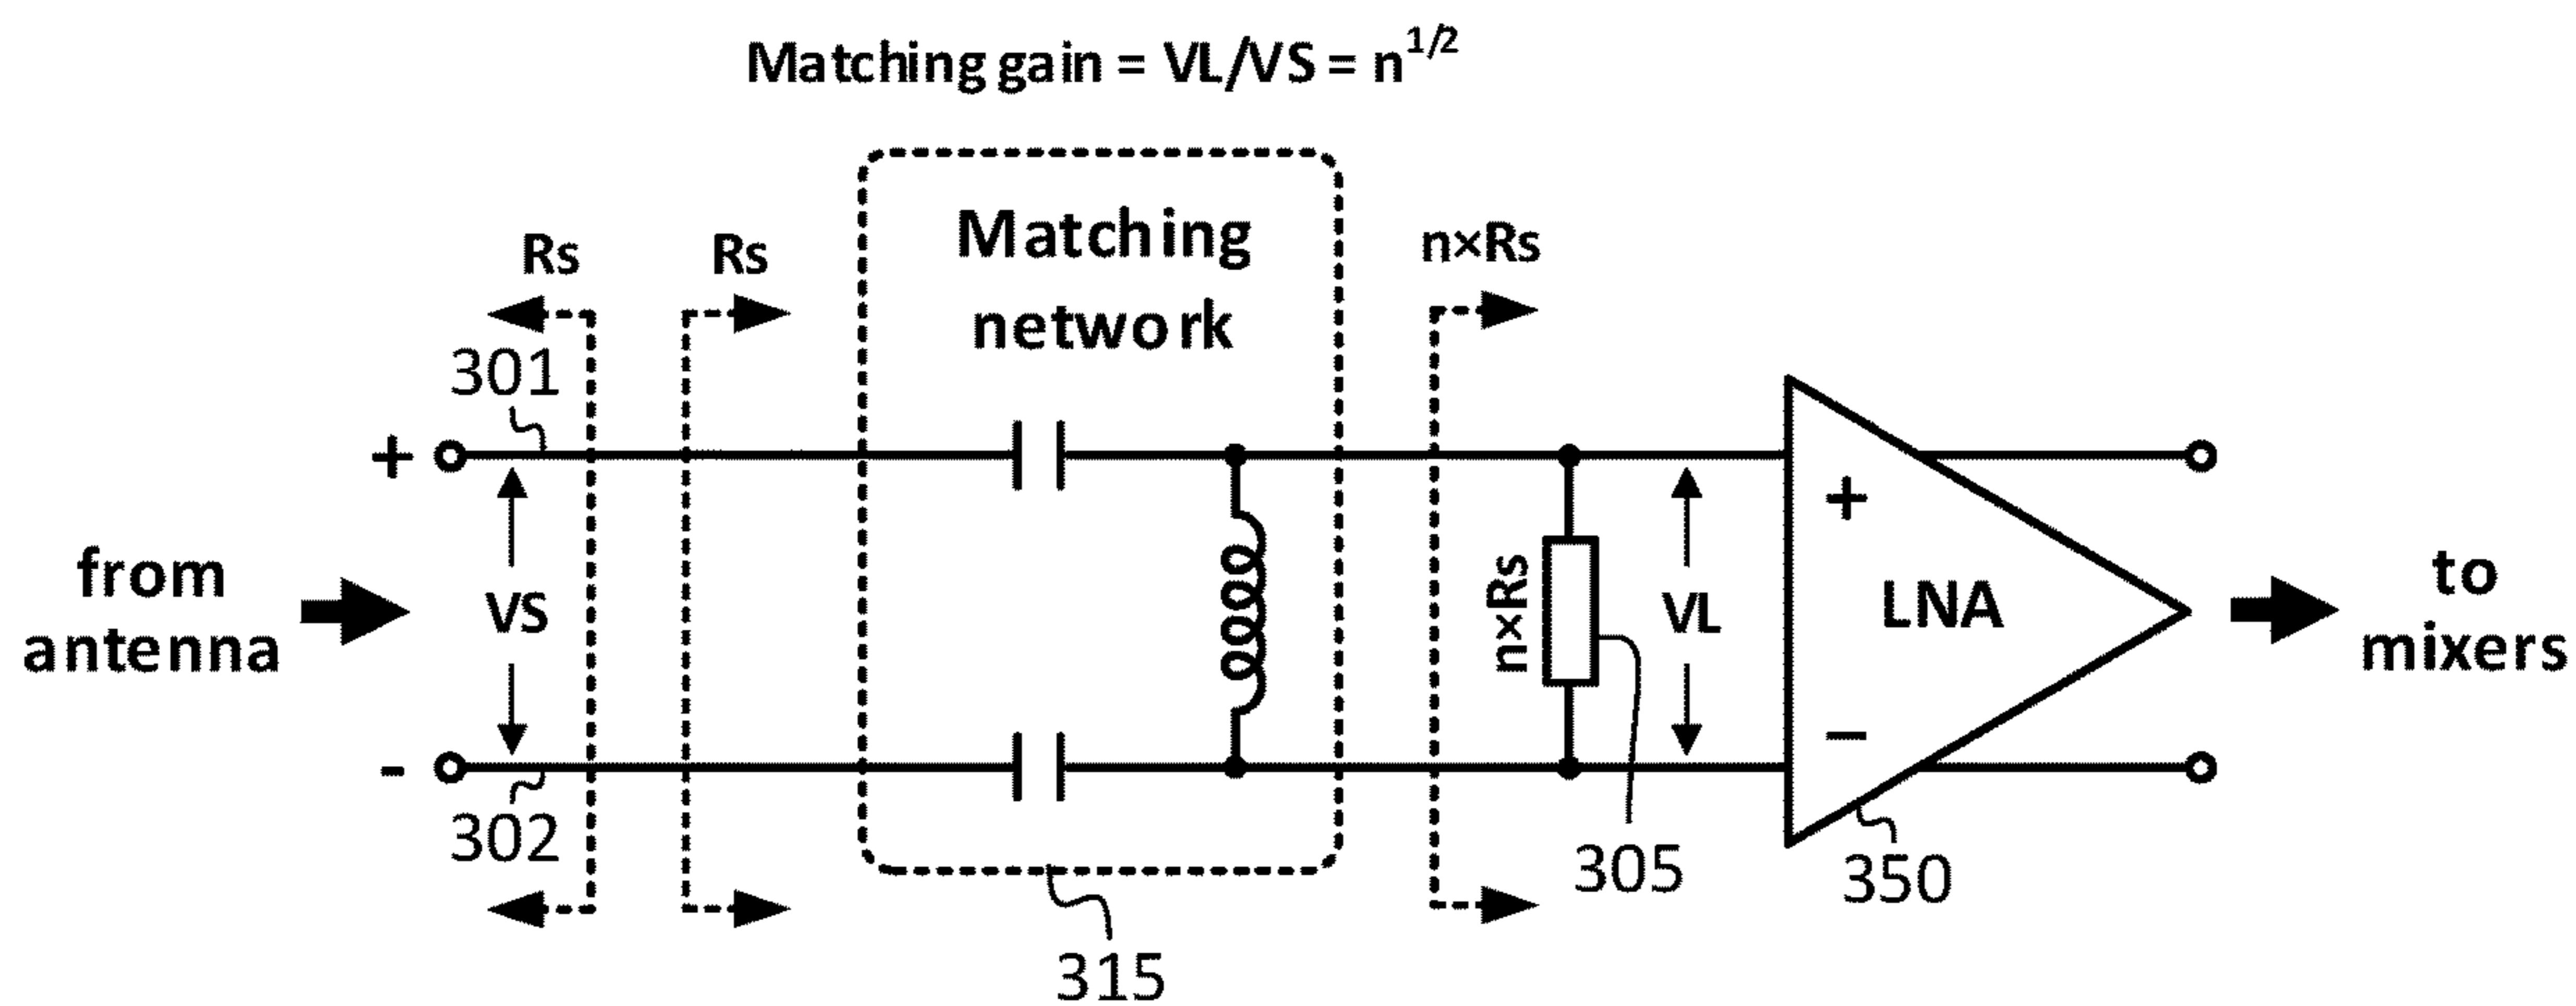 Matching gain = VL/VS = n^1/2
Matching
network
Rs
Rs
n×Rs
301
+
from
antenna
VS
-
302
n×Rs
VL
+
LNA
–
to
mixers
305
350
315